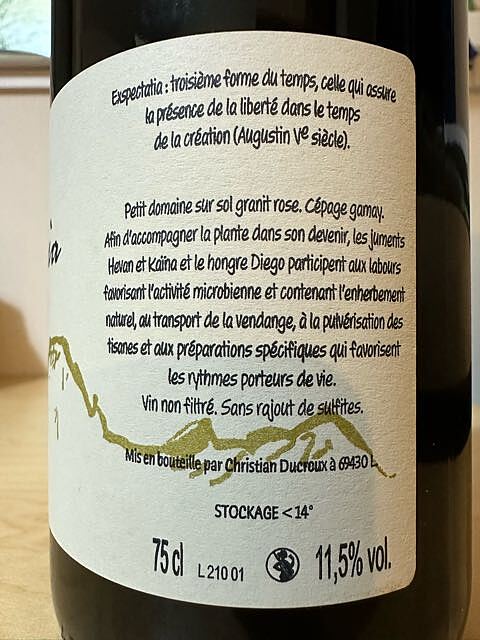 Exspectatia : troisième forme du temps, celle qui assure
la présence de la liberté dans le temps
de la création (Augustin Ve siècle).
Petit domaine sur sol granit rose. Cépage gamay.
Afin d'accompagner la plante dans son devenir, les juments
Hevan et Kaïna et le hongre Diego participent aux labours
favorisant l'activité microbienne et contenant l'enherbement
naturel, au transport de la vendange, à la pulvérisation des
tisanes et aux préparations spécifiques qui favorisent
les rythmes porteurs de vie.
Vin non filtré. Sans rajout de sulfites.
Mis en bouteille par Christian Ducroux à 69430 L
STOCKAGE < 14°
75 cl L 210 01 11,5% vol.